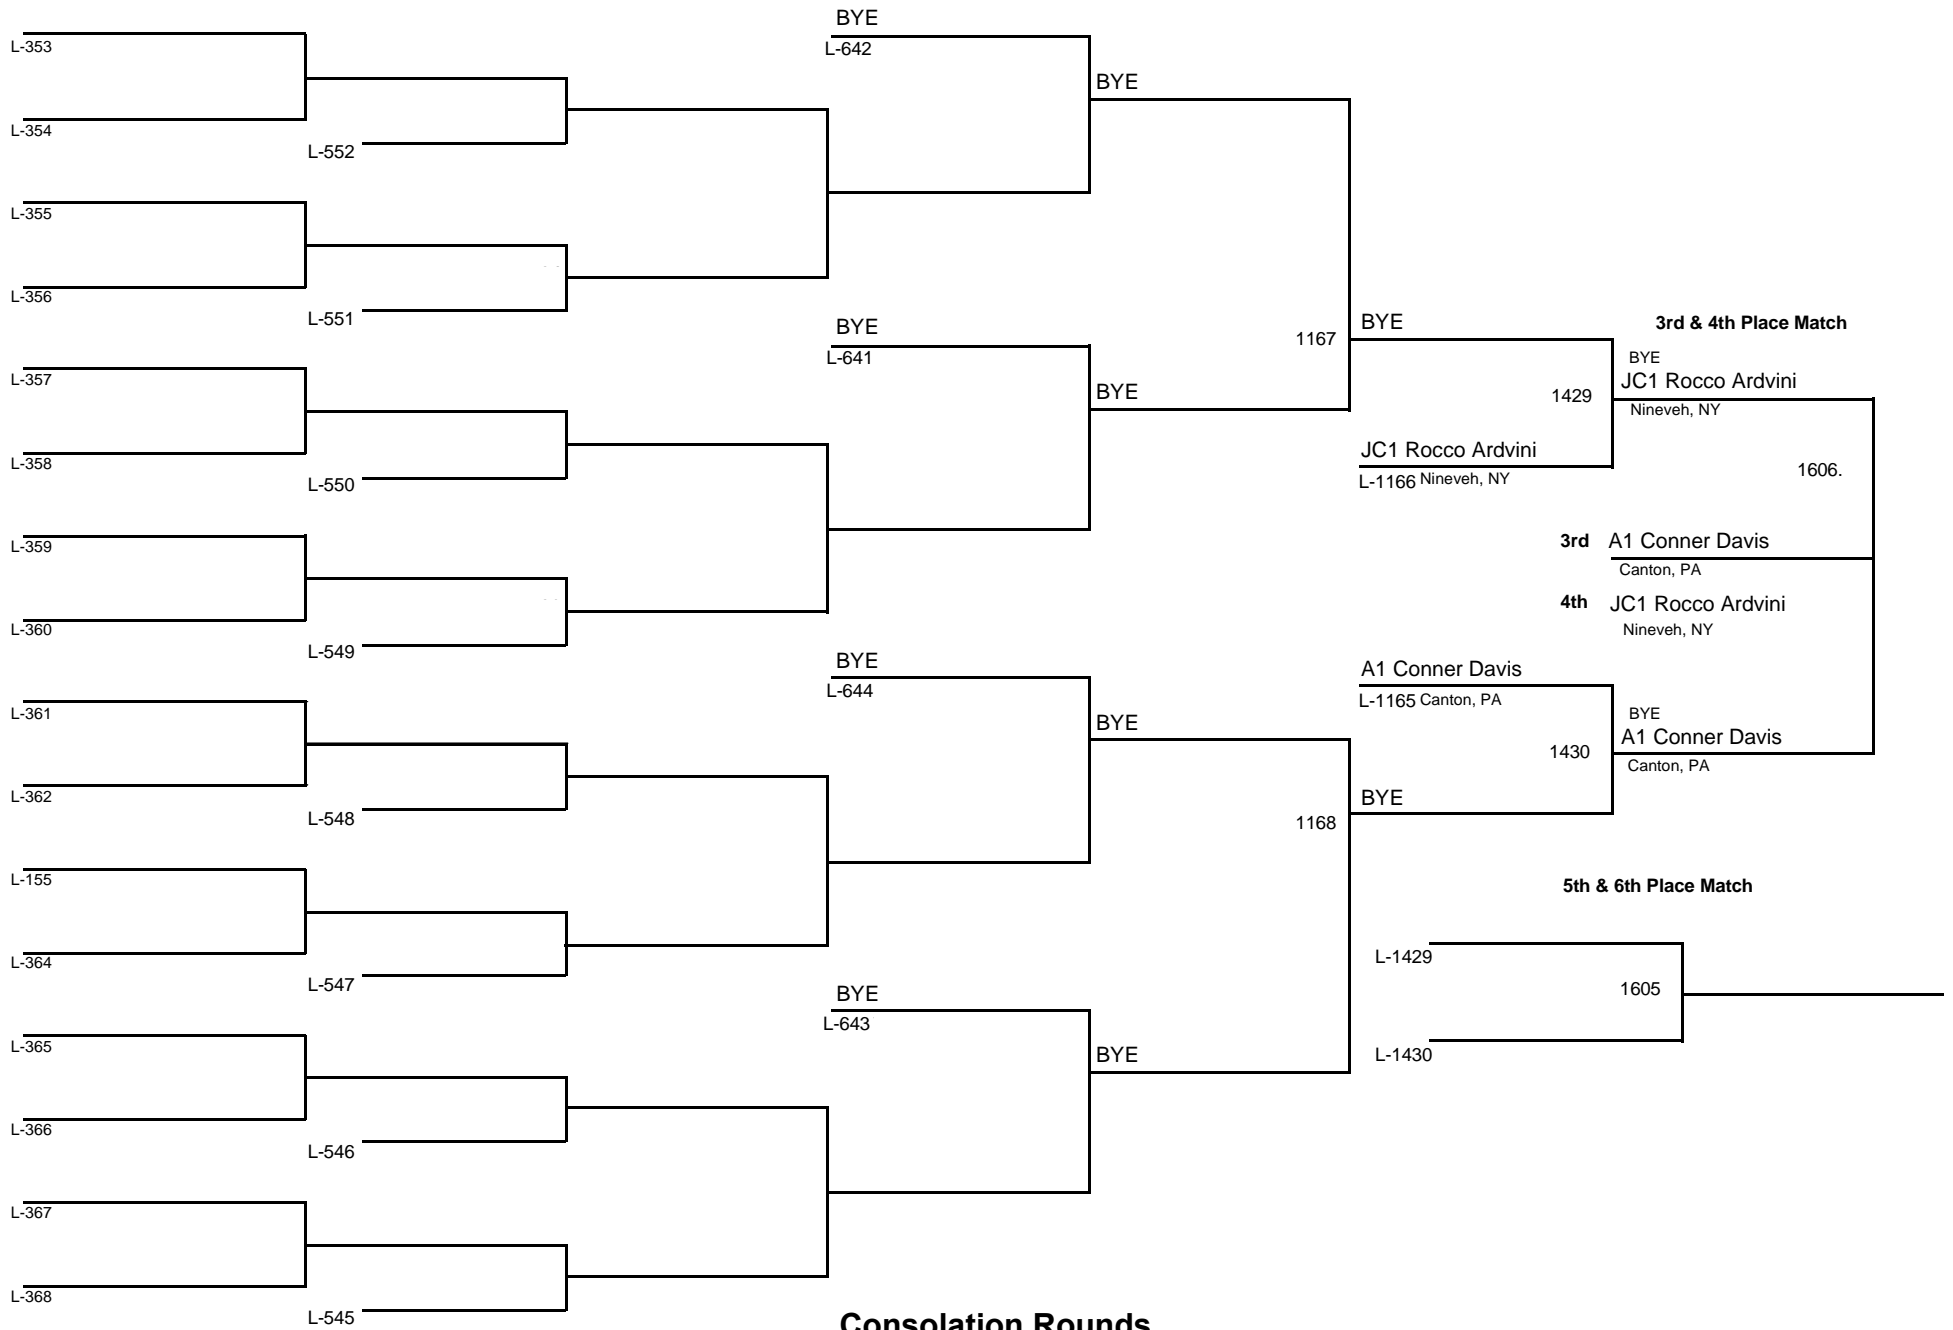 L-353
L-354
L-552
L-355
L-356
L-551
L-357
L-358
L-550
L-359
L-360
L-549
L-361
L-362
L-548
L-155
L-364
L-547
L-365
L-366
L-546
L-367
L-368
L-545
BYE
L-642
BYE
BYE
L-641
BYE
1167
BYE
L-644
BYE
BYE
L-643
BYE
1168
BYE
1429
JC1 Rocco Ardvini
L-1166 Nineveh, NY
3rd & 4th Place Match
BYE
JC1 Rocco Ardvini
Nineveh, NY
1606.
3rd A1 Conner Davis
Canton, PA
4th JC1 Rocco Ardvini
Nineveh, NY
A1 Conner Davis
L-1165 Canton, PA
1430
BYE
BYE
A1 Conner Davis
Canton, PA
5th & 6th Place Match
L-1429
1605
L-1430
Consolation Rounds